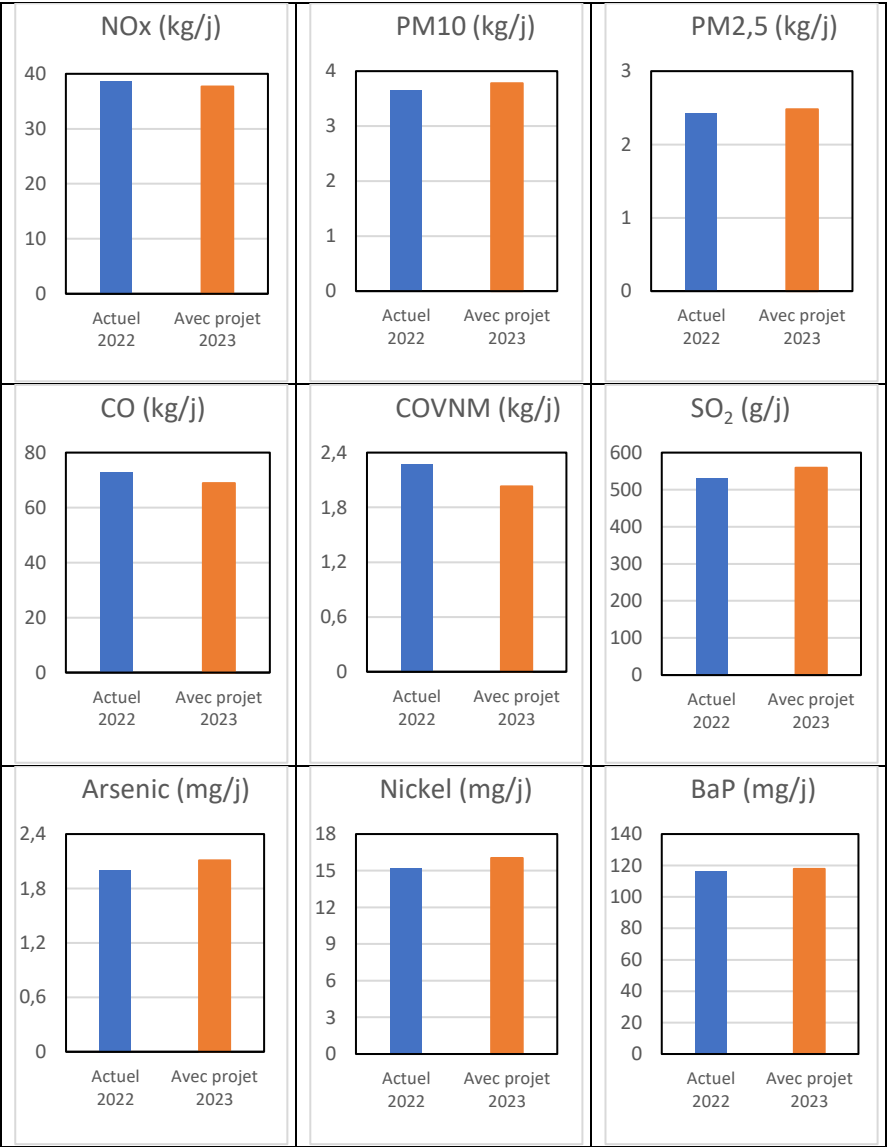 NOx (kg/j)
40
30
20
10
0
Actuel
2022
Avec projet
2023
PM10 (kg/j)
4
3
2
1
0
Actuel
2022
Avec projet
2023
PM2,5 (kg/j)
3
2
1
0
Actuel
2022
Avec projet
2023
CO (kg/j)
80
60
40
20
0
Actuel
2022
Avec projet
2023
COVNM (kg/j)
2,4
1,8
1,2
0,6
0
Actuel
2022
Avec projet
2023
SO₂ (g/j)
600
500
400
300
200
100
0
Actuel
2022
Avec projet
2023
Arsenic (mg/j)
2,4
1,8
1,2
0,6
0
Actuel
2022
Avec projet
2023
Nickel (mg/j)
18
15
12
9
6
3
0
Actuel
2022
Avec projet
2023
BaP (mg/j)
140
120
100
80
60
40
20
0
Actuel
2022
Avec projet
2023